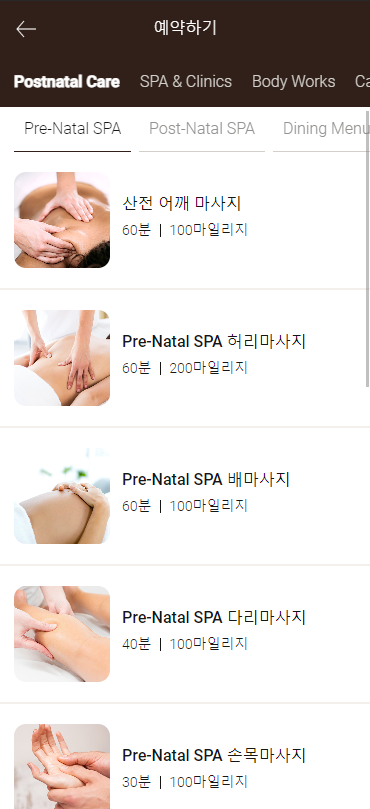 예약하기
Postnatal Care SPA & Clinics Body Works Ca
Pre-Natal SPA Post-Natal SPA Dining Menu
산전 어깨 마사지
60분 | 100마일리지
Pre-Natal SPA 허리마사지
60분 | 200마일리지
Pre-Natal SPA 배마사지
60분 | 100마일리지
Pre-Natal SPA 다리마사지
40분 | 100마일리지
Pre-Natal SPA 손목마사지
30분 | 100마일리지